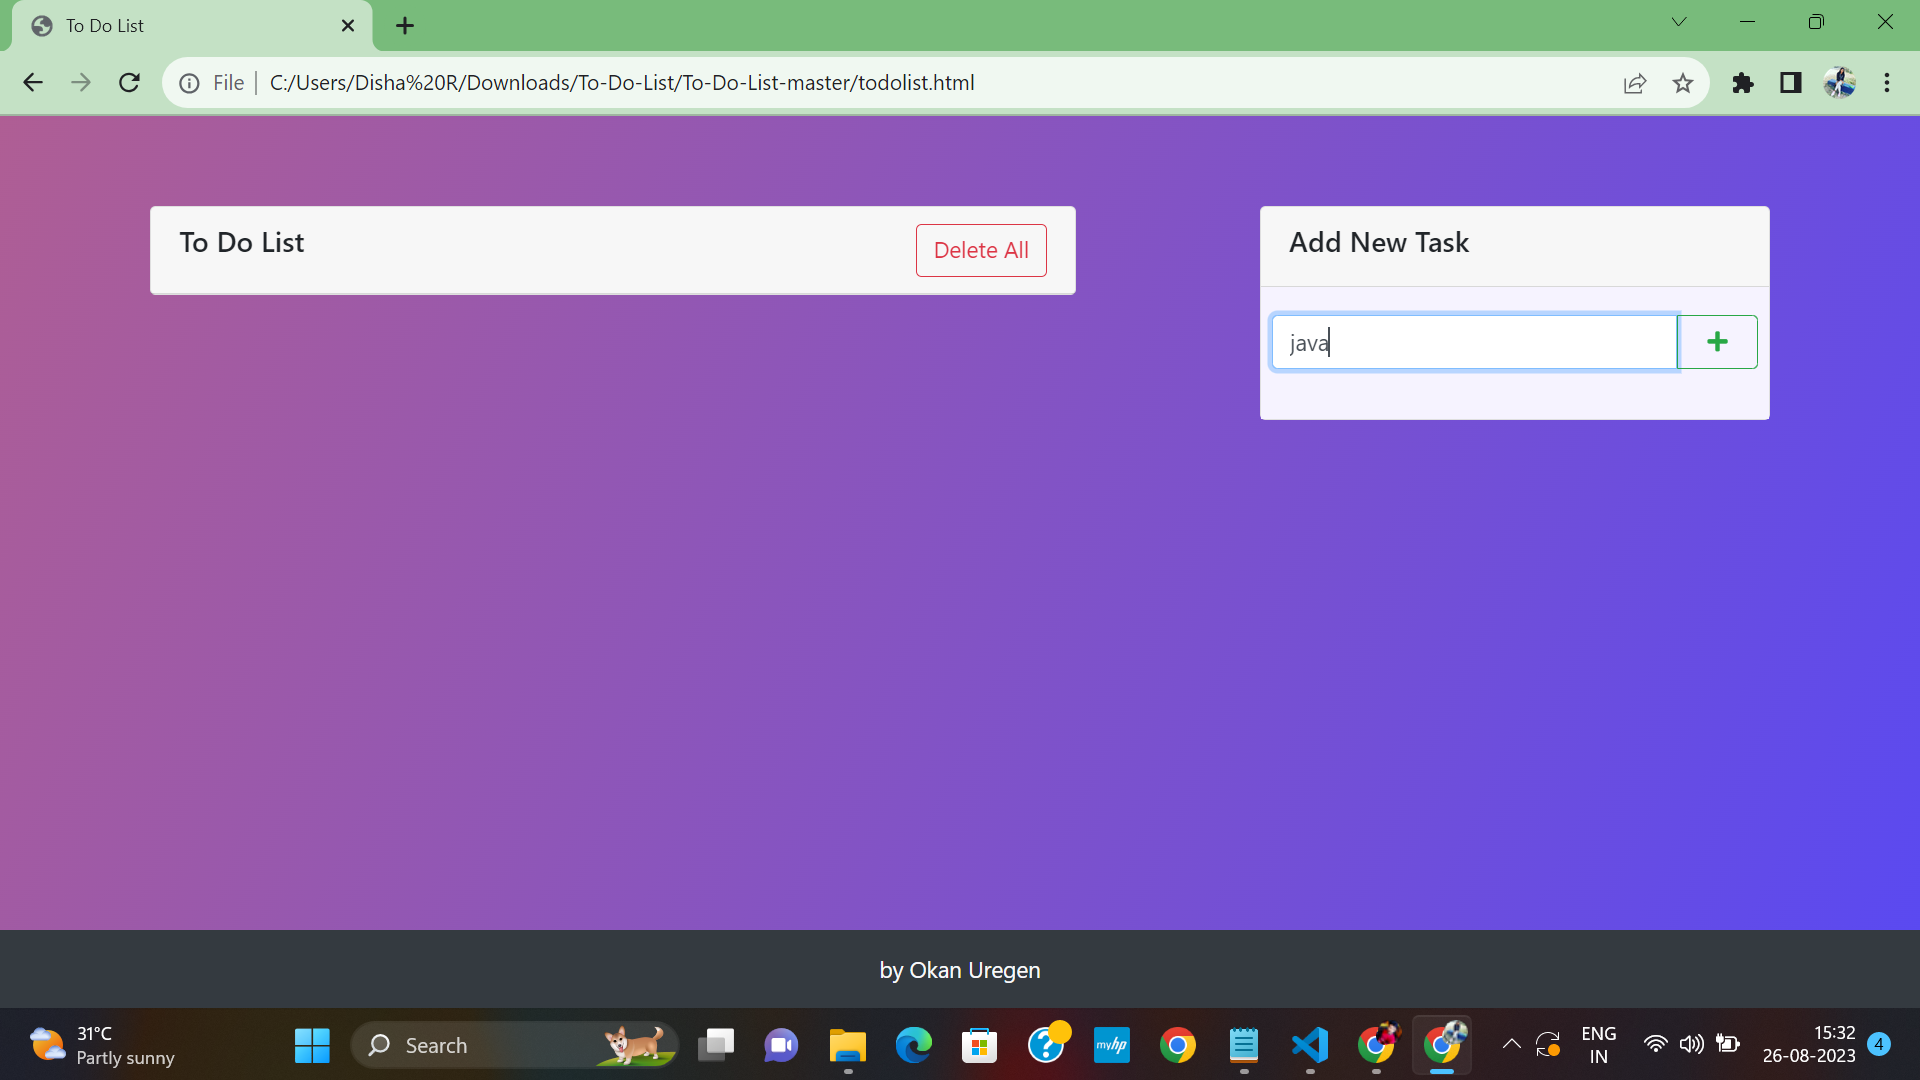 To Do List
File
C:/Users/Disha%20R/Downloads/To-Do-List/To-Do-List-master/todolist.html
To Do List
Delete All
Add New Task
java
by Okan Uregen
31°C
Partly sunny
Search
myhp
ENG
IN
15:32
26-08-2023
4